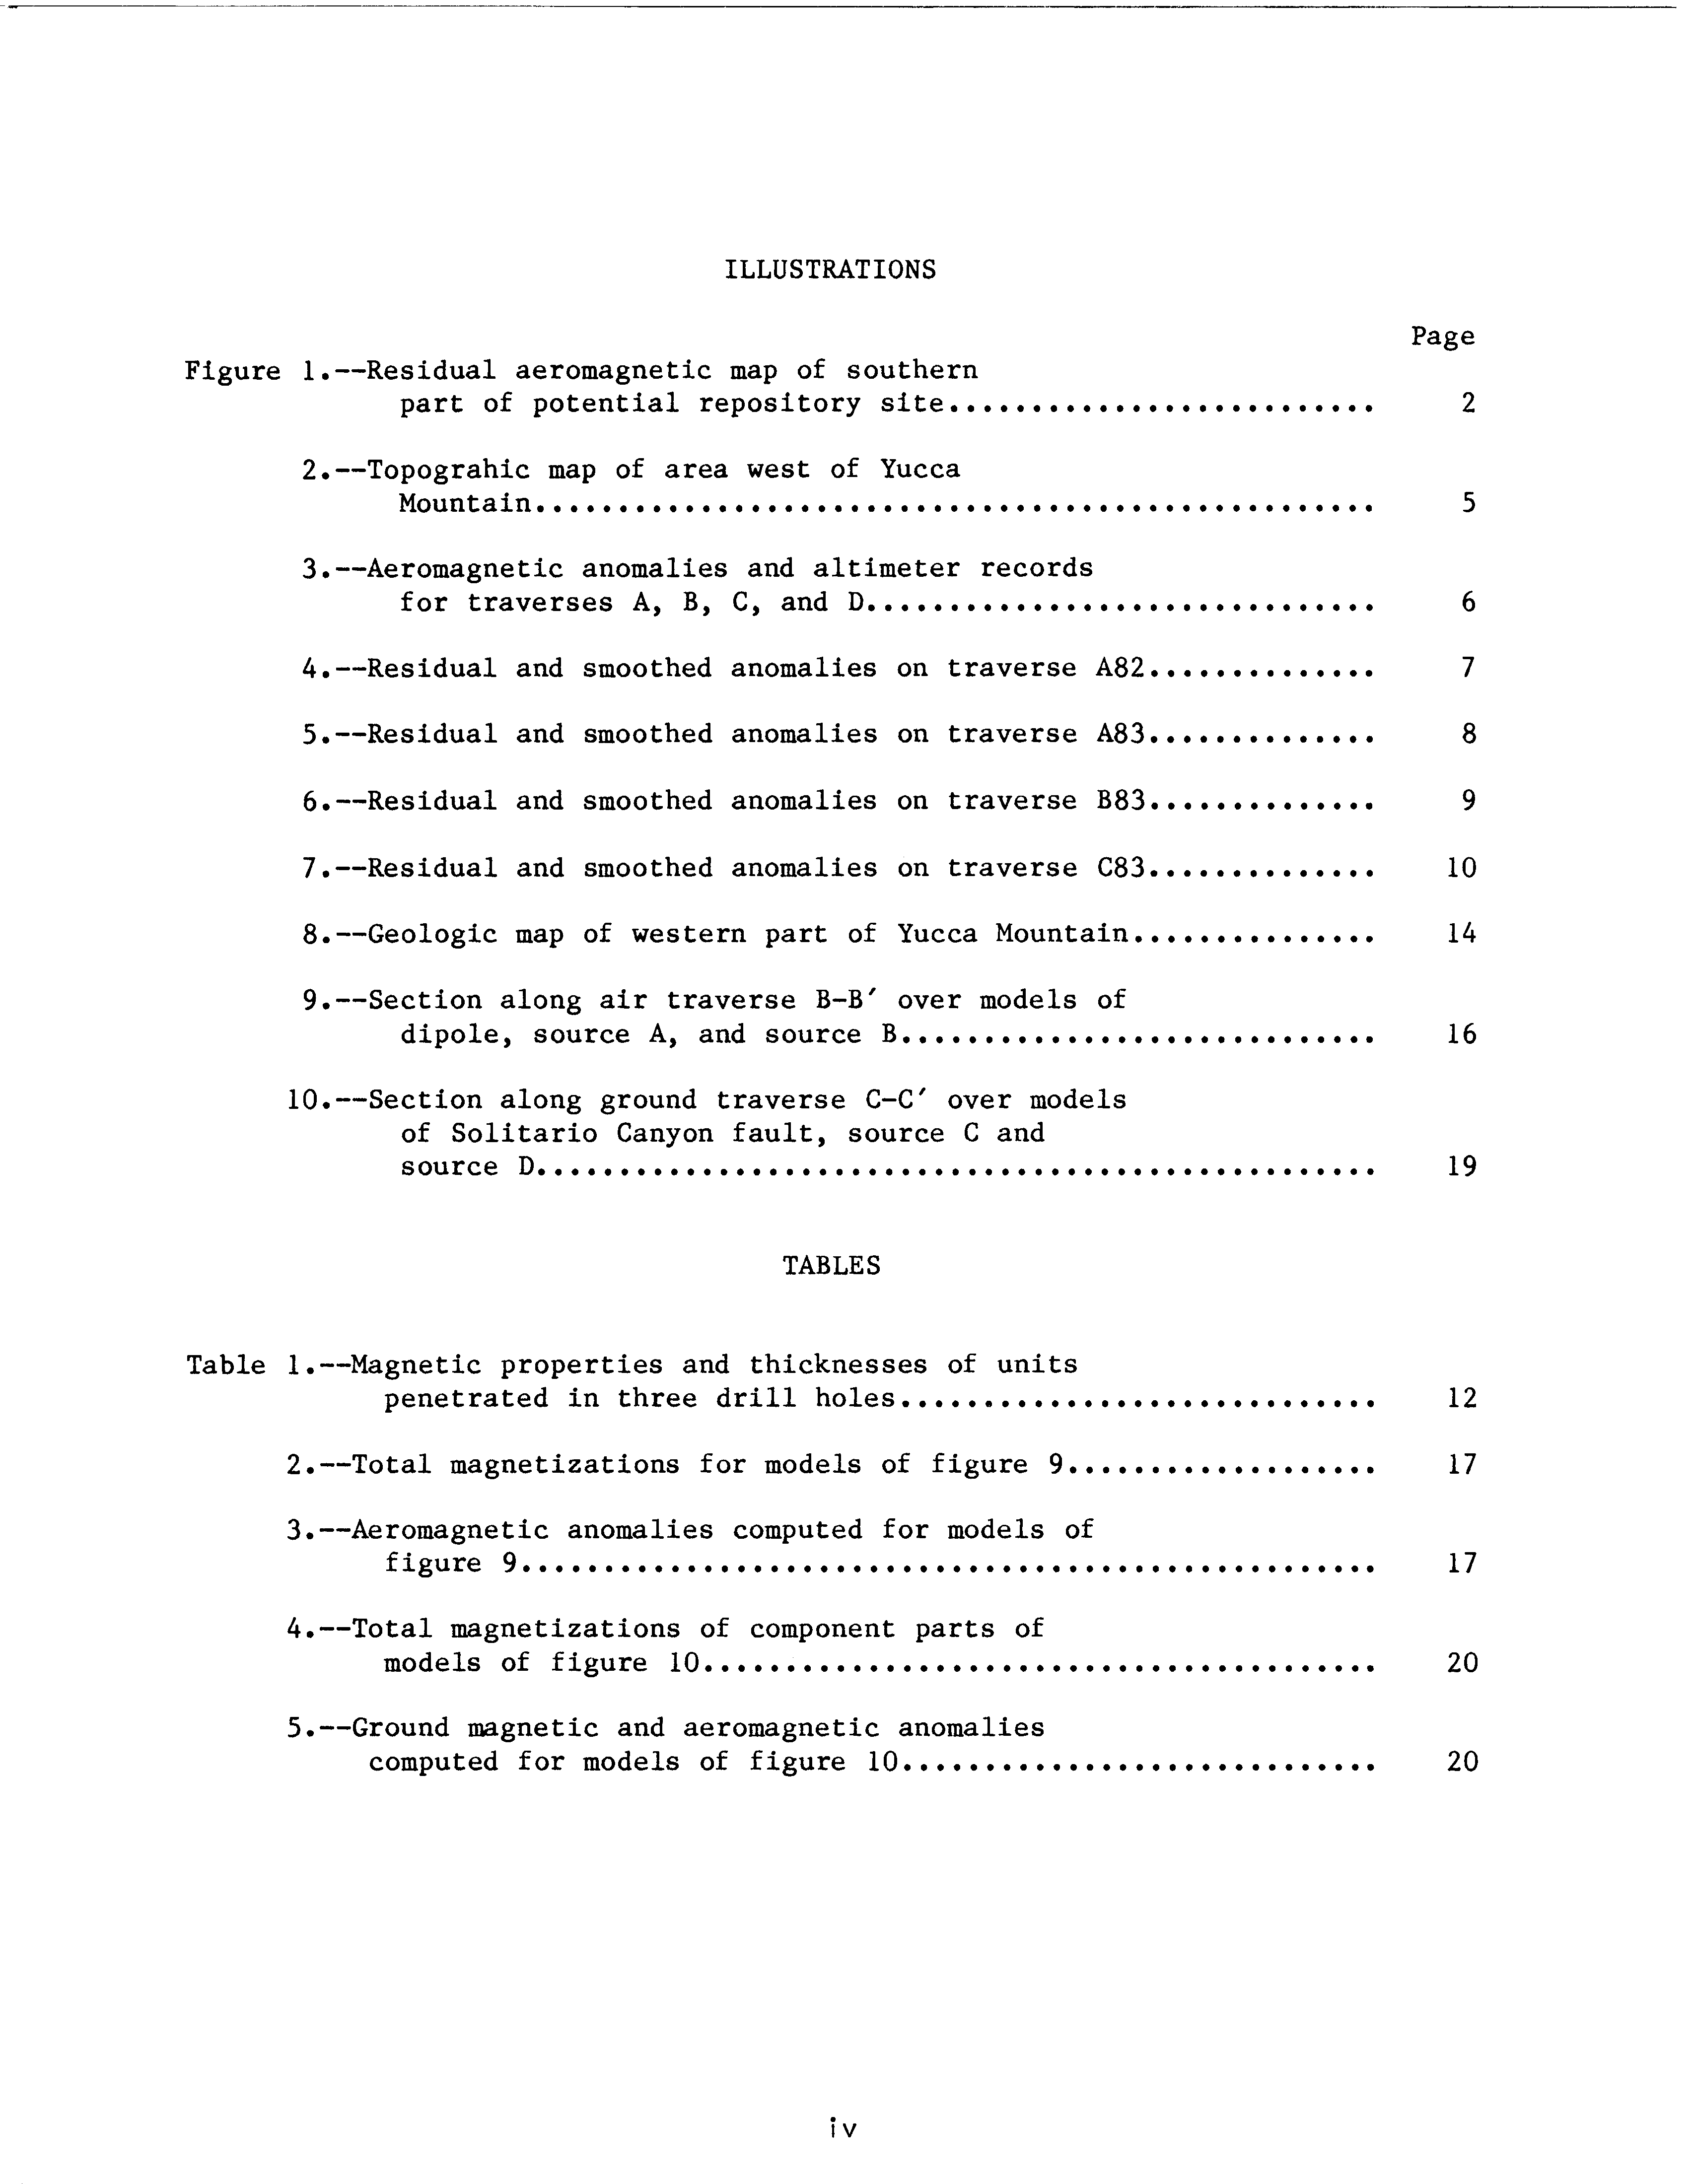 ILLUSTRATIONS
Page
Figure 1.--Residual aeromagnetic map of southern
part of potential repository site.......................... 2
2.--Topograhic map of area west of Yucca
Mountain................................................... 5
3.--Aeromagnetic anomalies and altimeter records
for traverses A, B, C, and D............................... 6
4.--Residual and smoothed anomalies on traverse A82.............. 7
5.--Residual and smoothed anomalies on traverse A83.............. 8
6.--Residual and smoothed anomalies on traverse B83.............. 9
7.--Residual and smoothed anomalies on traverse C83.............. 10
8.--Geologic map of western part of Yucca Mountain............... 14
9.--Section along air traverse B-B′ over models of
dipole, source A, and source B............................. 16
10.--Section along ground traverse C-C′ over models
of Solitario Canyon fault, source C and
source D................................................... 19
TABLES
Table 1.--Magnetic properties and thicknesses of units
penetrated in three drill holes............................. 12
2.--Total magnetizations for models of figure 9................... 17
3.--Aeromagnetic anomalies computed for models of
figure 9.................................................... 17
4.--Total magnetizations of component parts of
models of figure 10......................................... 20
5.--Ground magnetic and aeromagnetic anomalies
computed for models of figure 10............................. 20
iv